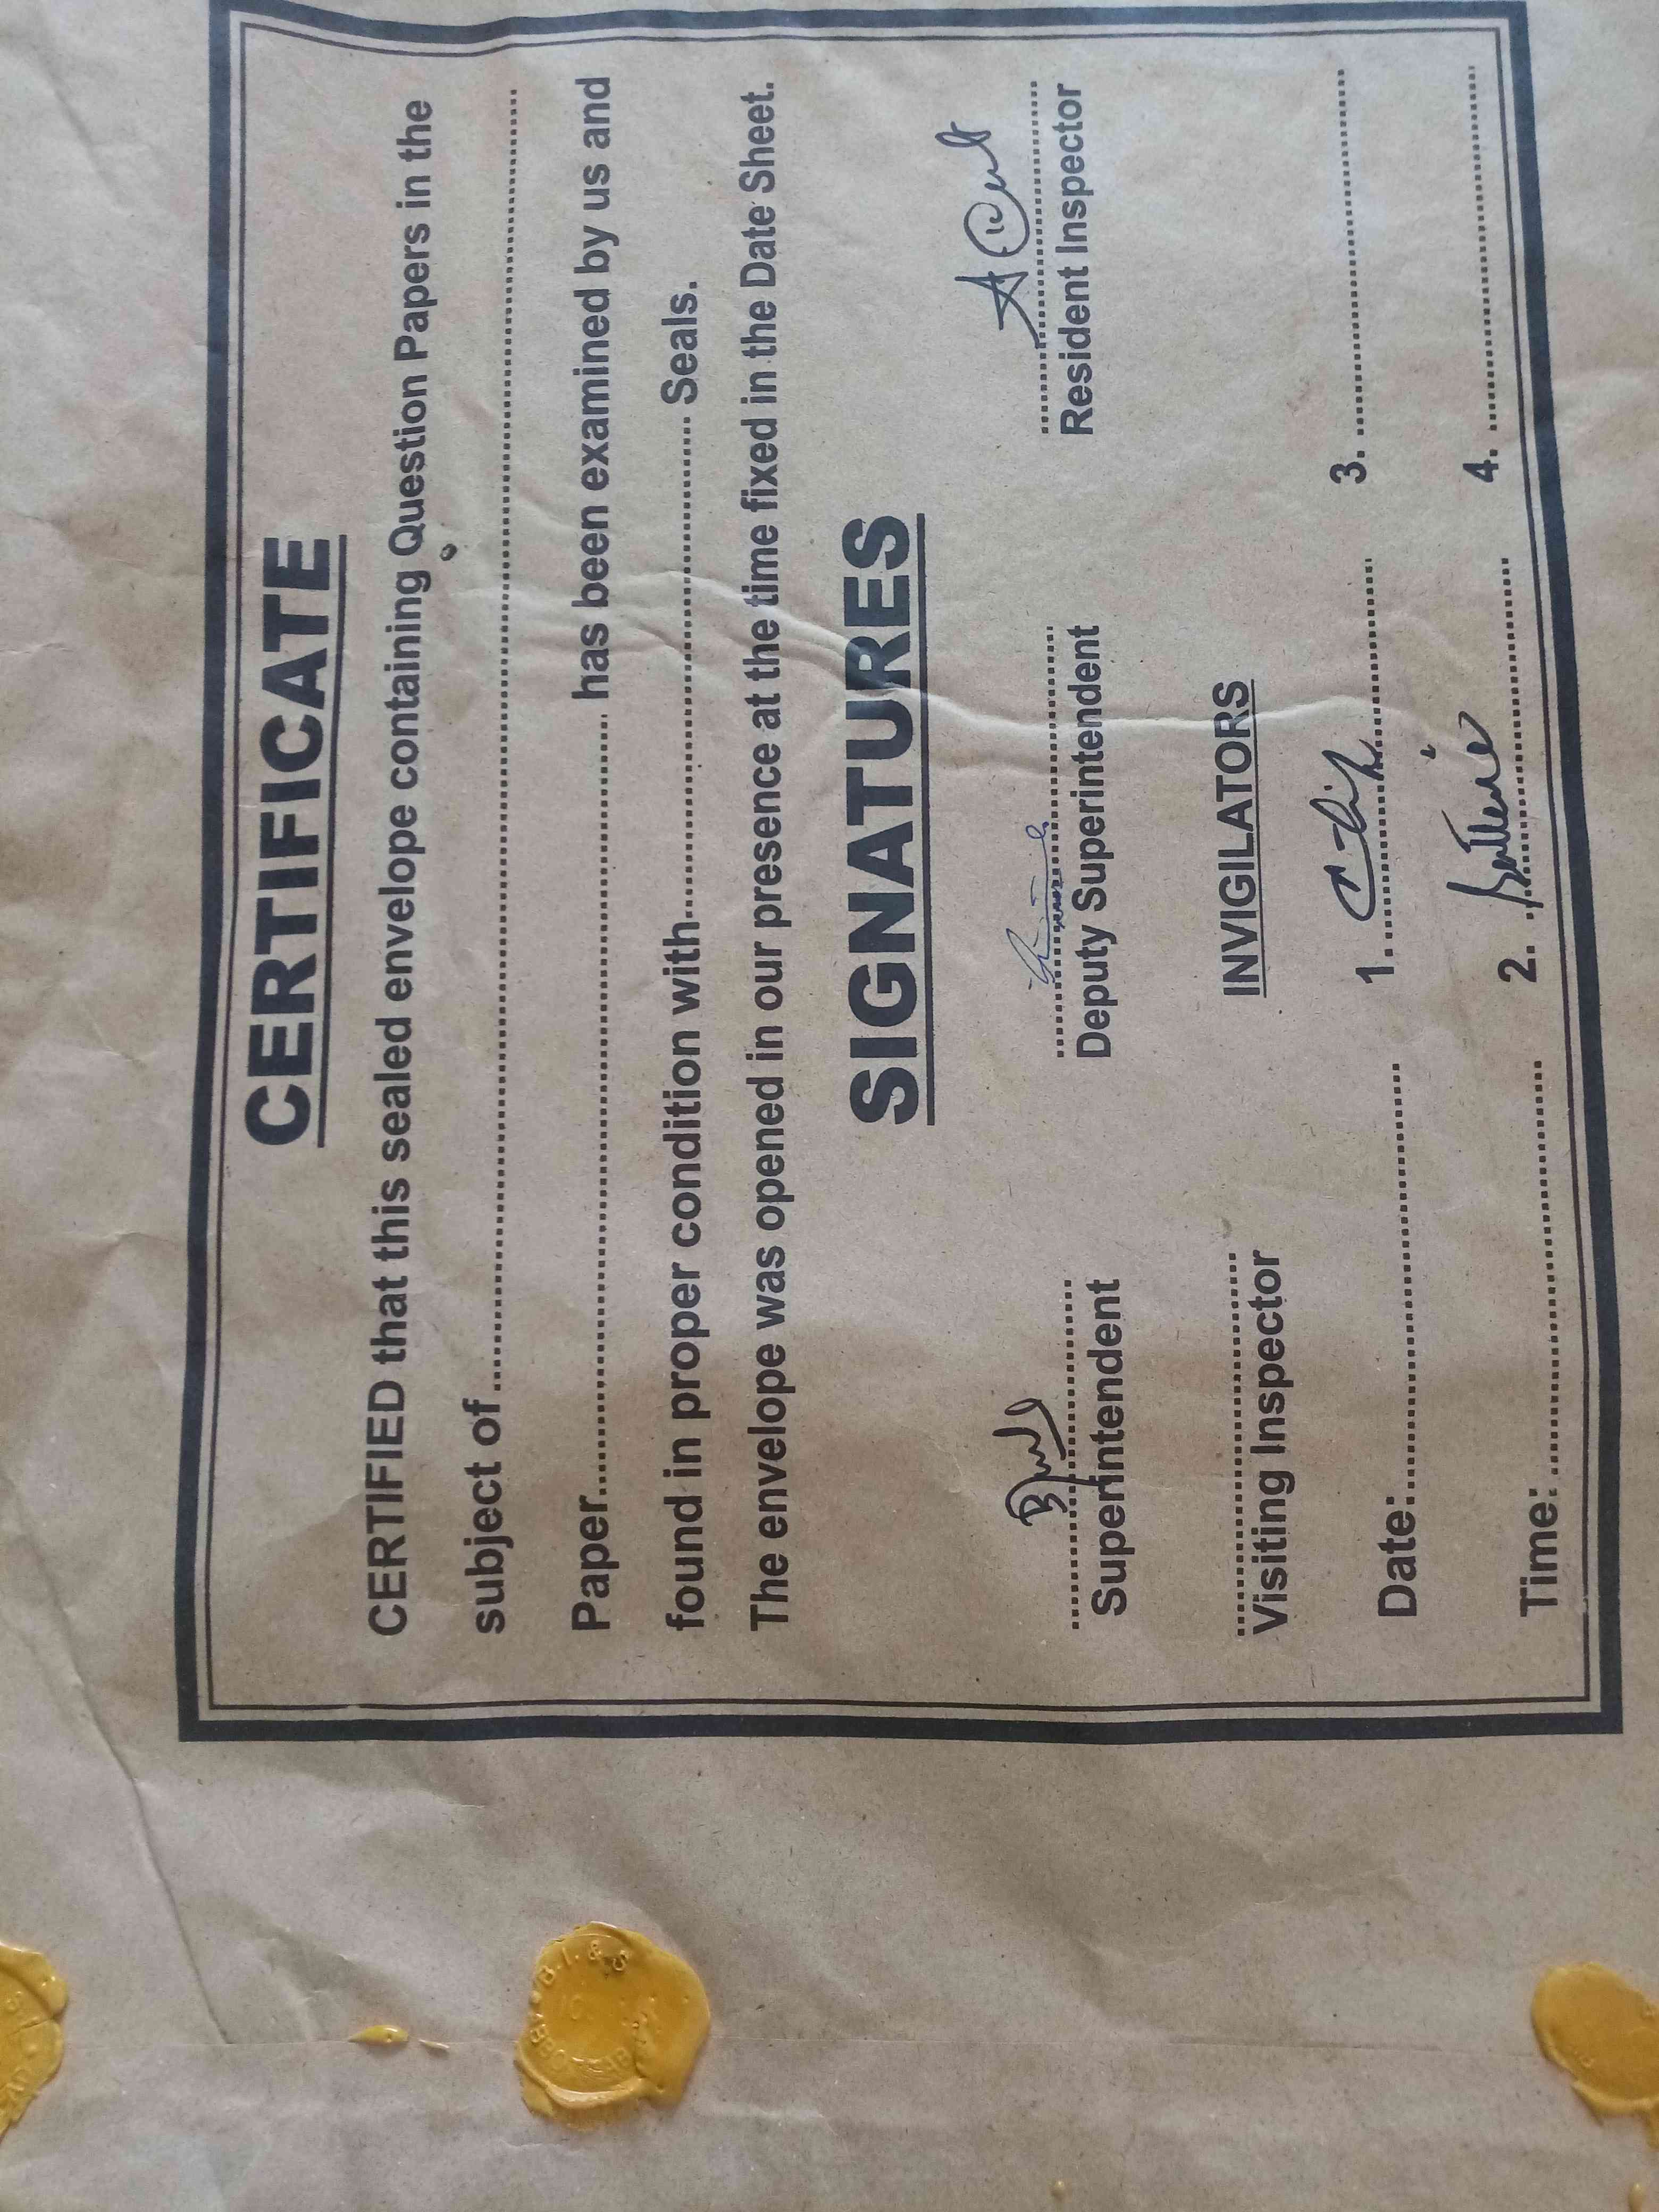 CERTIFICATE
CERTIFIED that this sealed envelope containing Question Papers in the
subject of..........
Paper.......... has been examined by us and
found in proper condition with.......... Seals.
The envelope was opened in our presence at the time fixed in the Date Sheet.
SIGNATURES
Superintendent
Deputy Superintendent
Resident Inspector
Visiting Inspector
INVIGILATORS
Date:..........
1.
3. ..........
Time:..........
2.
4. ..........
B.I. & S